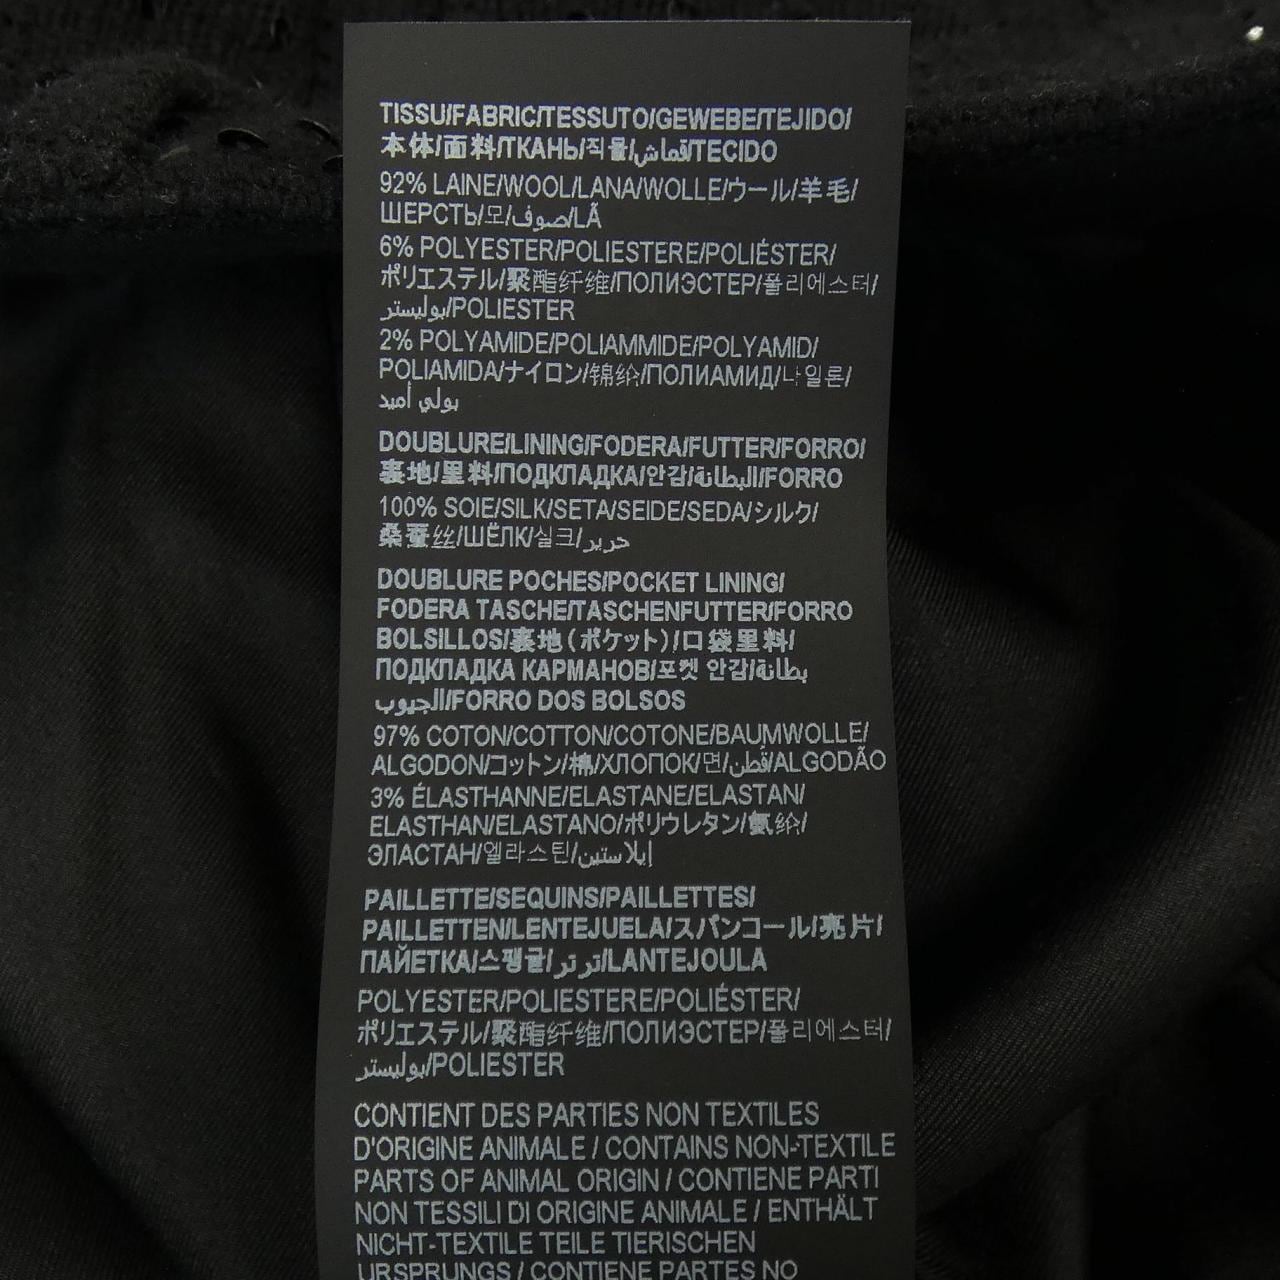 TISSU/FABRIC/TESSUTO/GEWEBE/TEJIDO/
本体/面料/ТКАНЬ/직물/قماش/TECIDO
92% LAINE/WOOL/LANA/WOLLE/ウール/羊毛/
ШЕРСТЬ/모/صوف/LÃ
6% POLYESTER/POLIESTERE/POLIÉSTER/
ポリエステル/聚酯纤维/ПОЛИЭСТЕР/폴리에스터/
بوليستر/POLIESTER
2% POLYAMIDE/POLIAMMIDE/POLYAMID/
POLIAMIDA/ナイロン/锦纶/ПОЛИАМИД/나일론/
بولي أميد
DOUBLURE/LINING/FODERA/FUTTER/FORRO/
裏地/里料/ПОДКЛАДКА/안감/البطانة/FORRO
100% SOIE/SILK/SETA/SEIDE/SEDA/シルク/
桑蚕丝/ШЁЛК/실크/حرير
DOUBLURE POCHES/POCKET LINING/
FODERA TASCHE/TASCHENFUTTER/FORRO
BOLSILLOS/裏地(ポケット)/口袋里料/
ПОДКЛАДКА КАРМАНОВ/포켓 안감/بطانة
الجيوب/FORRO DOS BOLSOS
97% COTON/COTTON/COTONE/BAUMWOLLE/
ALGODON/コットン/棉/ХЛОПОК/면/قُطن/ALGODÃO
3% ÉLASTHANNE/ELASTANE/ELASTAN/
ELASTHAN/ELASTANO/ポリウレタン/氨纶/
ЭЛАСТАН/엘라스틴/إيلاستين
PAILLETTE/SEQUINS/PAILLETTES/
PAILLETTEN/LENTEJUELA/スパンコール/亮片/
ПАЙЕТКА/스팽글/ترتر/LANTEJOULA
POLYESTER/POLIESTERE/POLIÉSTER/
ポリエステル/聚酯纤维/ПОЛИЭСТЕР/폴리에스터/
بوليستر/POLIESTER
CONTIENT DES PARTIES NON TEXTILES
D'ORIGINE ANIMALE / CONTAINS NON-TEXTILE
PARTS OF ANIMAL ORIGIN / CONTIENE PARTI
NON TESSILI DI ORIGINE ANIMALE / ENTHÄLT
NICHT-TEXTILE TEILE TIERISCHEN
URSPRUNGS / CONTIENE PARTES NO